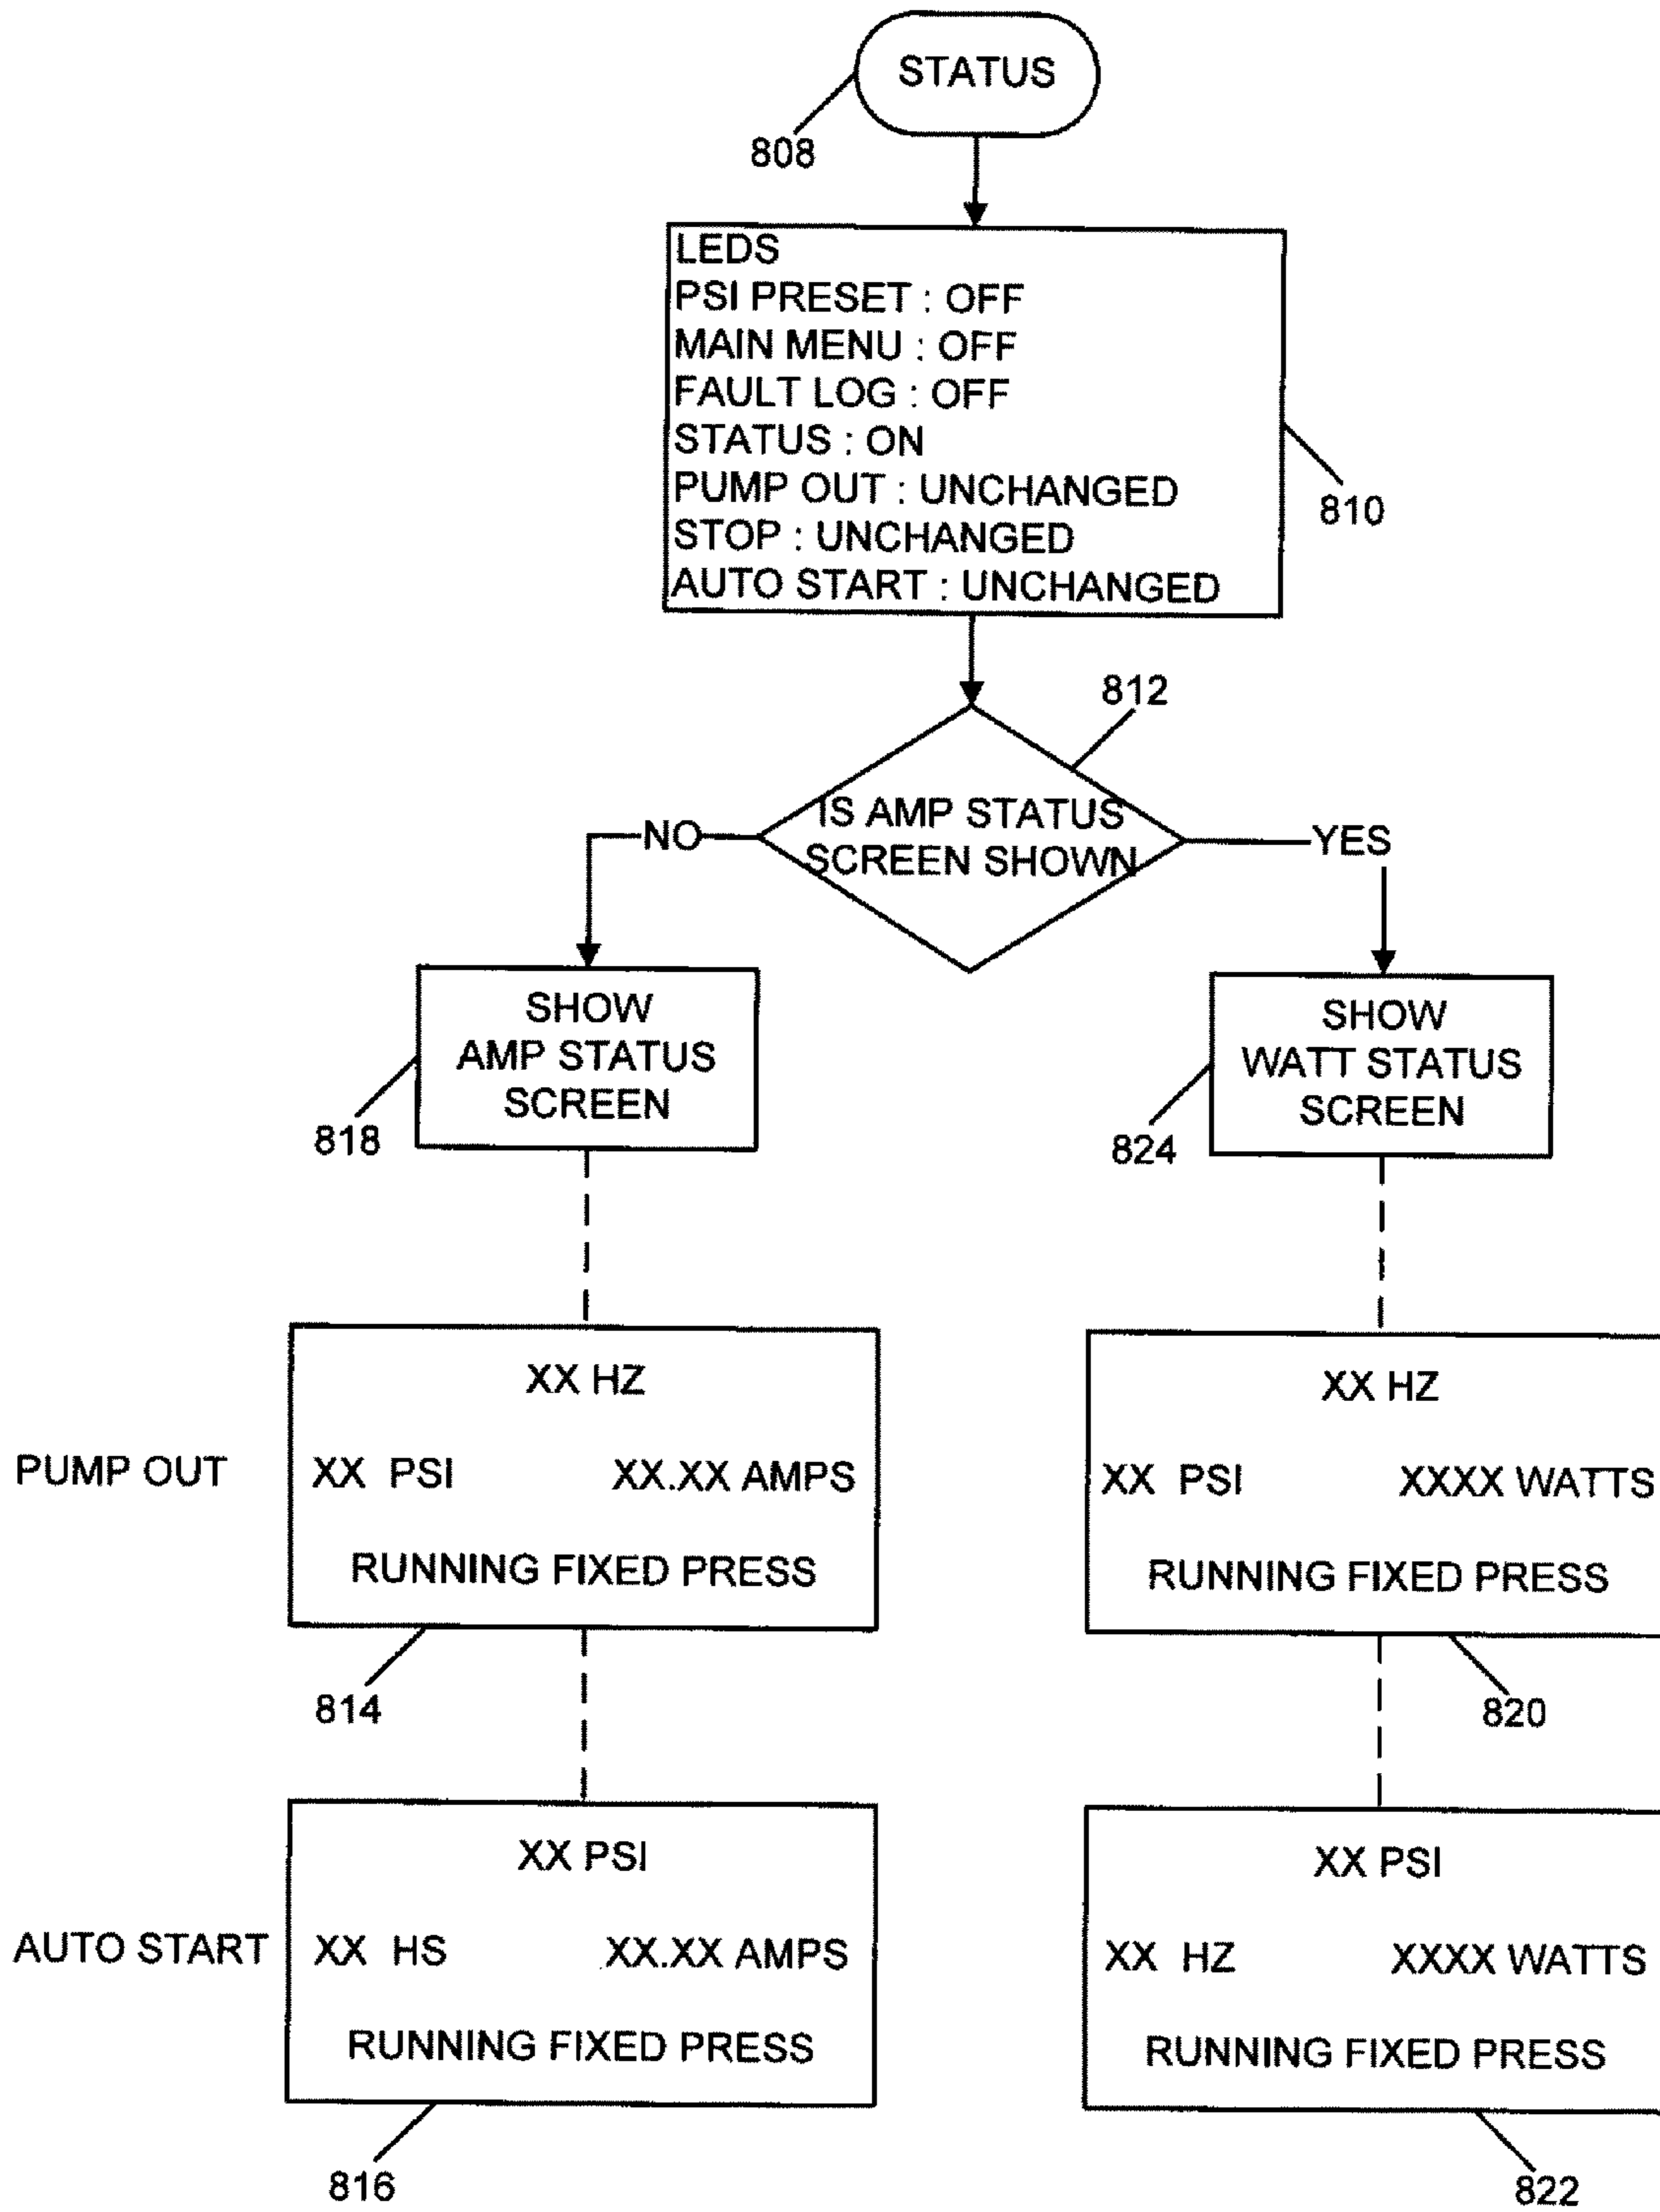 STATUS
808
LEDS
PSI PRESET : OFF
MAIN MENU : OFF
FAULT LOG : OFF
STATUS : ON
PUMP OUT : UNCHANGED
STOP : UNCHANGED
AUTO START : UNCHANGED
810
812
IS AMP STATUS
SCREEN SHOWN
NO
YES
SHOW
AMP STATUS
SCREEN
818
SHOW
WATT STATUS
SCREEN
824
PUMP OUT
XX HZ
XX PSI XX.XX AMPS
RUNNING FIXED PRESS
814
XX HZ
XX PSI XXXX WATTS
RUNNING FIXED PRESS
820
AUTO START
XX PSI
XX HS XX.XX AMPS
RUNNING FIXED PRESS
816
XX PSI
XX HZ XXXX WATTS
RUNNING FIXED PRESS
822